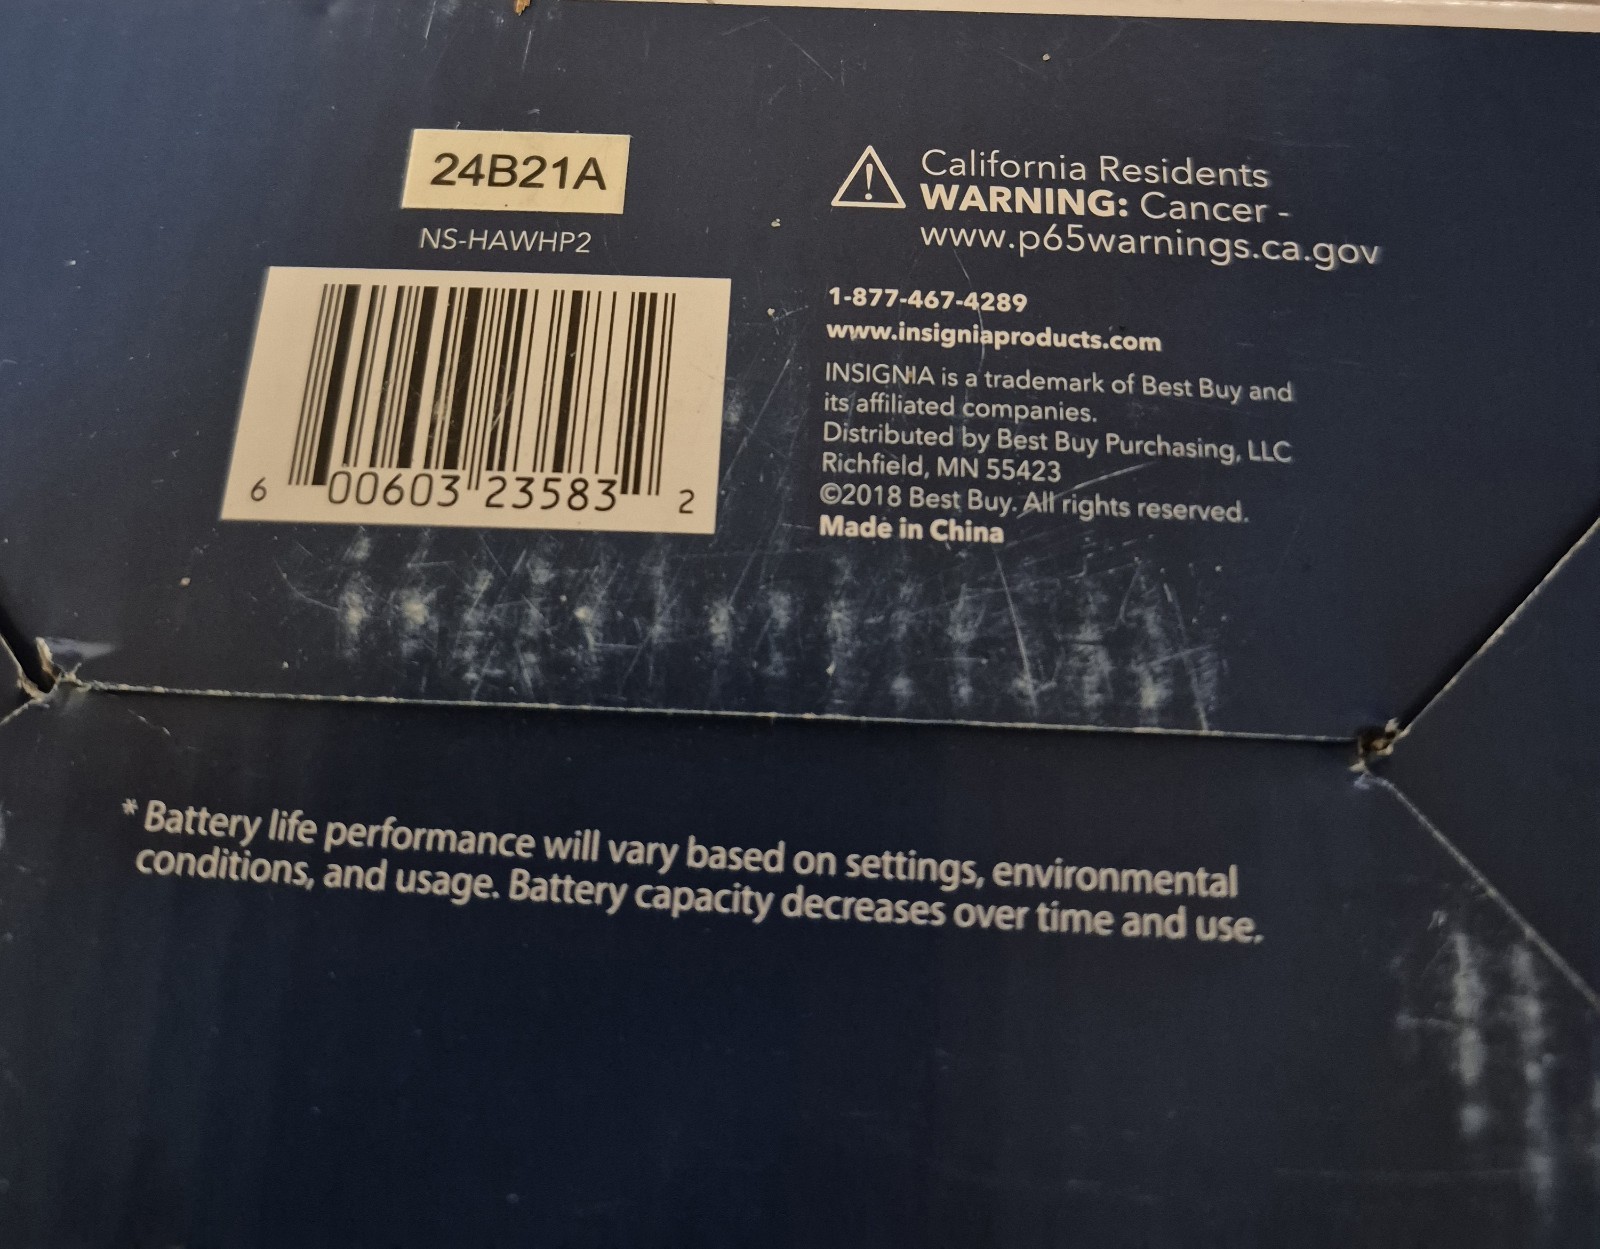 24B21A
NS-HAWHP2
6 00603 23583 2
California Residents
WARNING: Cancer -
www.p65warnings.ca.gov
1-877-467-4289
www.insigniaproducts.com
INSIGNIA is a trademark of Best Buy and
its affiliated companies.
Distributed by Best Buy Purchasing, LLC
Richfield, MN 55423
©2018 Best Buy. All rights reserved.
Made in China
* Battery life performance will vary based on settings, environmental
conditions, and usage. Battery capacity decreases over time and use.